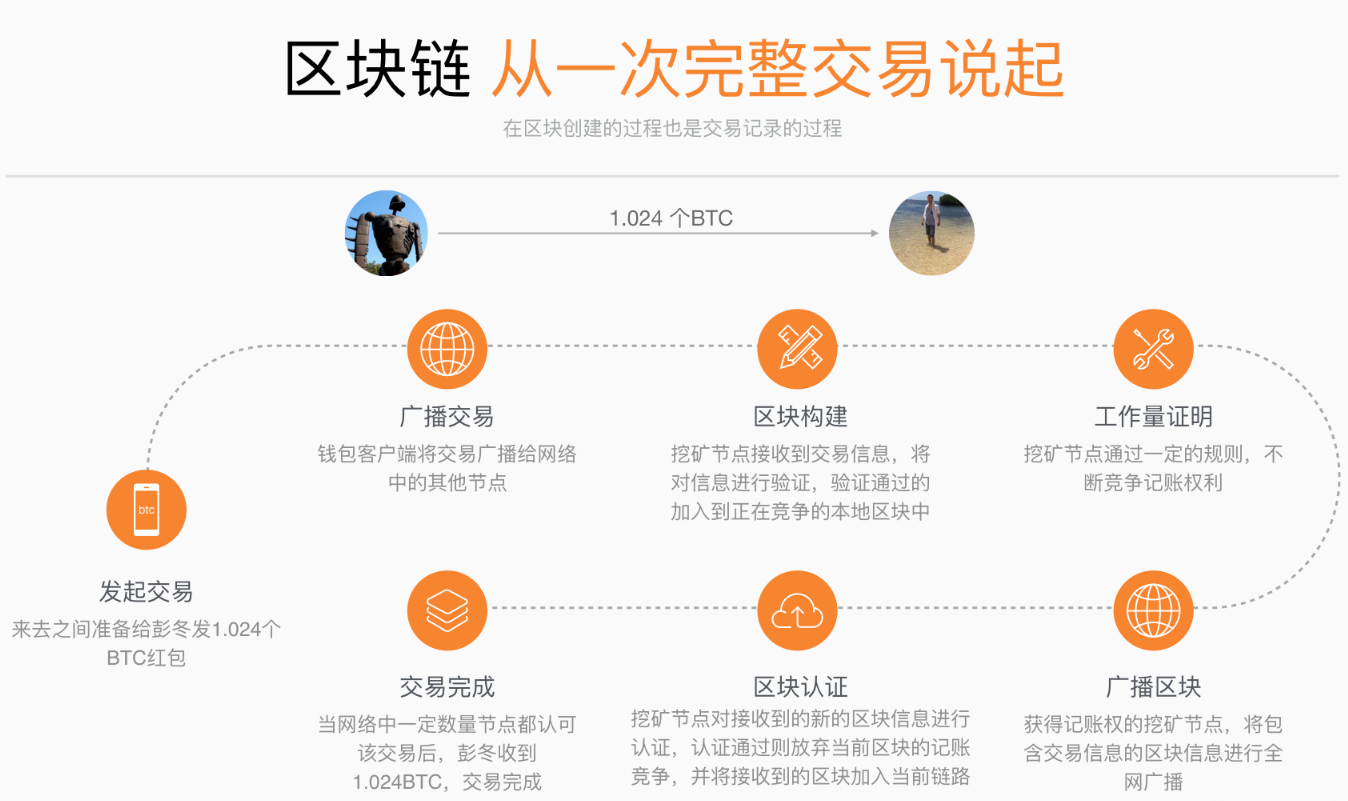 区块链 从一次完整交易说起
在区块创建的过程也是交易记录的过程
1.024 个BTC
btc
发起交易
来去之间准备给彭冬发1.024个
BTC红包
广播交易
钱包客户端将交易广播给网络
中的其他节点
区块构建
挖矿节点接收到交易信息，将
对信息进行验证，验证通过的
加入到正在竞争的本地区块中
工作量证明
挖矿节点通过一定的规则，不
断竞争记账权利
广播区块
获得记账权的挖矿节点，将包
含交易信息的区块信息进行全
网广播
区块认证
挖矿节点对接收到的新的区块信息进行
认证，认证通过则放弃当前区块的记账
竞争，并将接收到的区块加入当前链路
交易完成
当网络中一定数量节点都认可
该交易后，彭冬收到
1.024BTC，交易完成